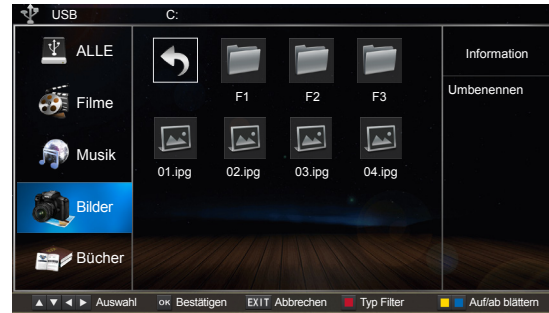 USB C:
ALLE
Filme
Musik
Bilder
Bücher
F1 F2 F3
01.ipg 02.ipg 03.ipg 04.ipg
Information
Umbenennen
Auswahl OK Bestätigen EXIT Abbrechen Typ Filter Auf/ab blättern